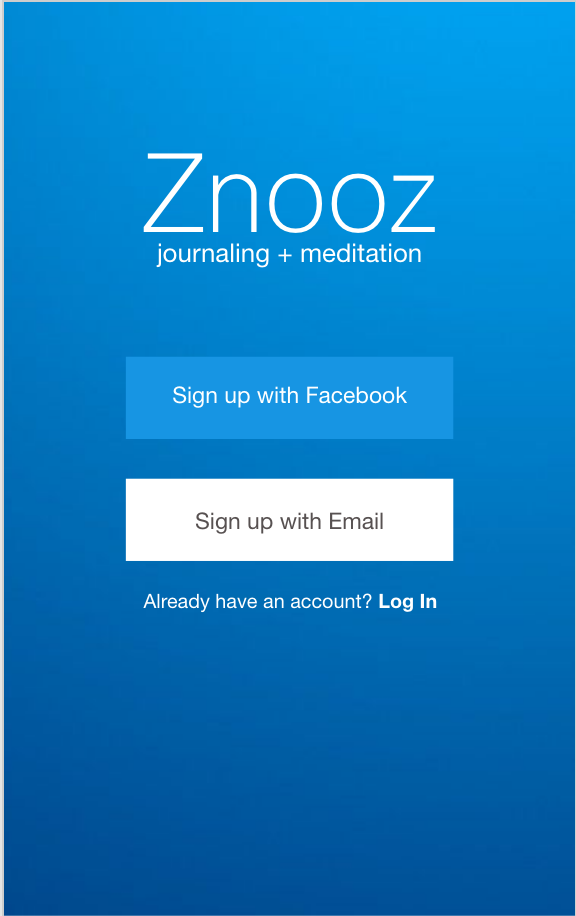 Znooz
journaling + meditation
Sign up with Facebook
Sign up with Email
Already have an account? Log In